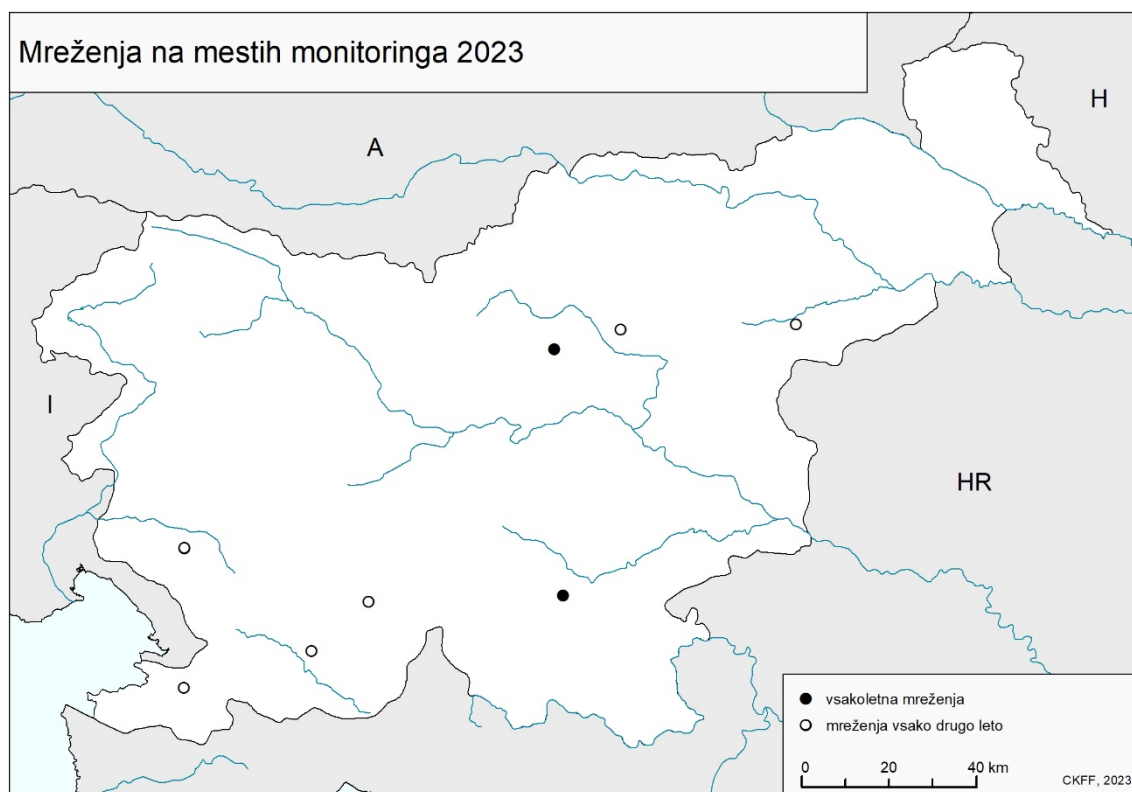 Mreženja na mestih monitoringa 2023
A
H
I
HR
vsakoletna mreženja
mreženja vsako drugo leto
0 20 40 km
CKFF, 2023